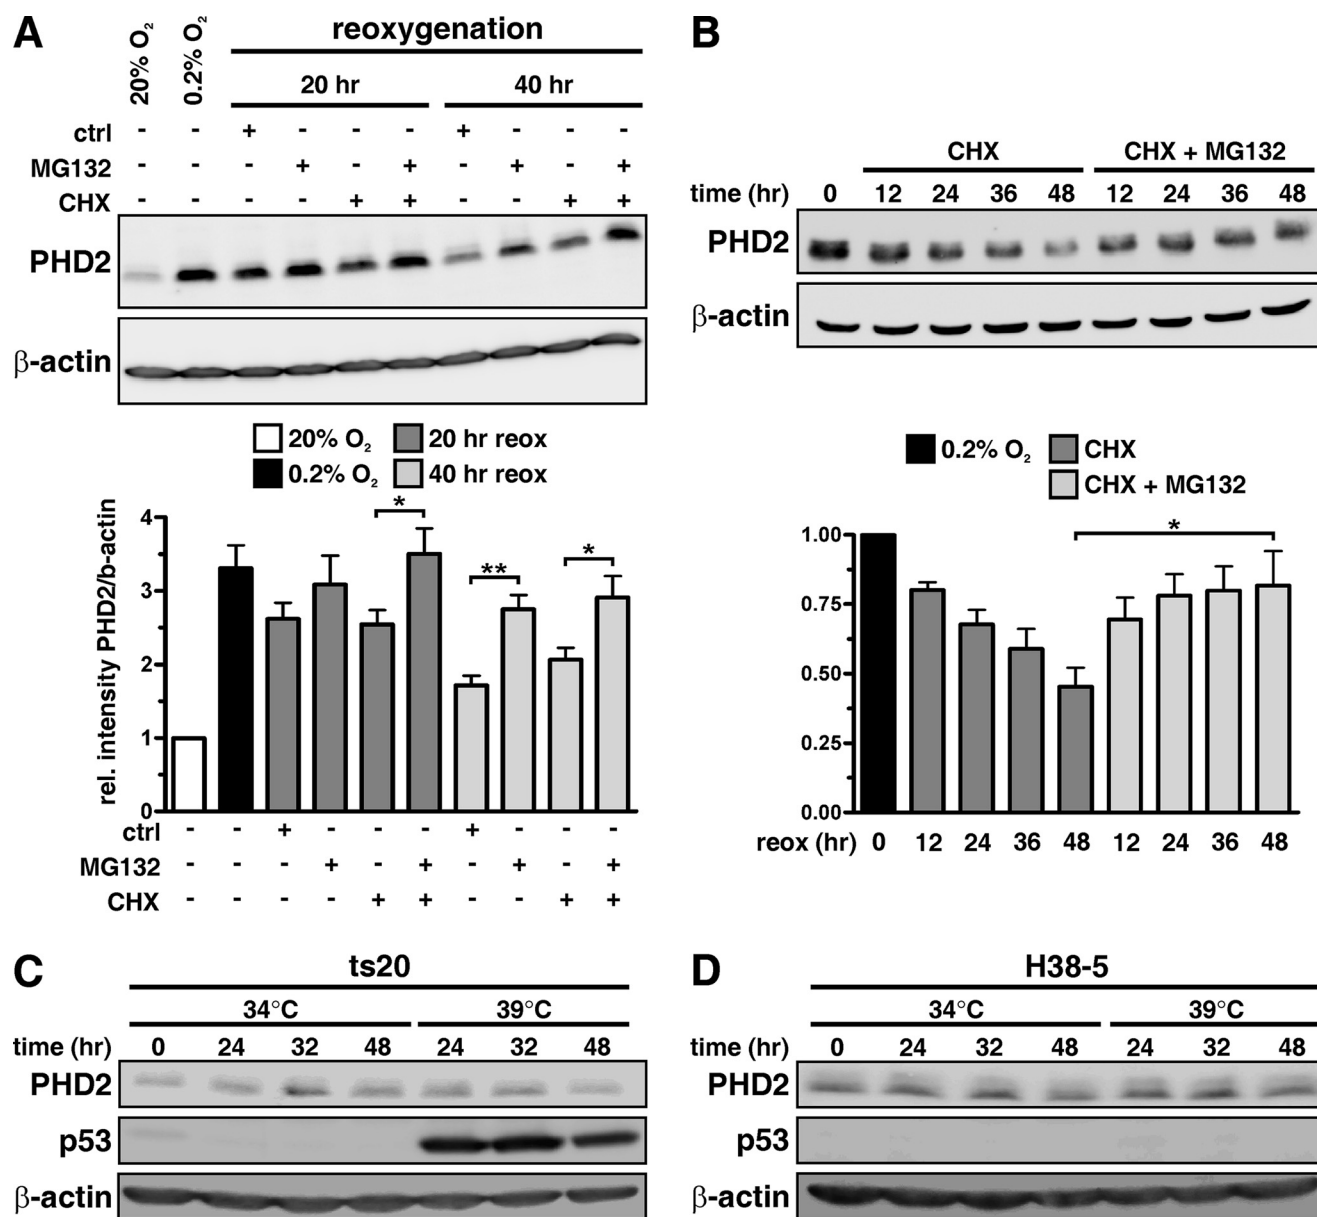 A
20% O2
0.2% O2
reoxygenation
20 hr
40 hr
ctrl - - + - - - + - - -
MG132 - - - + - + - + - +
CHX - - - - + + - - + +
PHD2
β-actin
20% O2
20 hr reox
0.2% O2
40 hr reox
rel. intensity PHD2/b-actin
4
3
2
1
0
*
**
*
ctrl - - + - - - + - - -
MG132 - - - + - + - + - +
CHX - - - - + + - - + +
B
CHX
CHX + MG132
time (hr) 0 12 24 36 48 12 24 36 48
PHD2
β-actin
0.2% O2
CHX
CHX + MG132
1.00
0.75
0.50
0.25
0.00
*
reox (hr) 0 12 24 36 48 12 24 36 48
C
ts20
34°C
39°C
time (hr) 0 24 32 48 24 32 48
PHD2
p53
β-actin
D
H38-5
34°C
39°C
time (hr) 0 24 32 48 24 32 48
PHD2
p53
β-actin